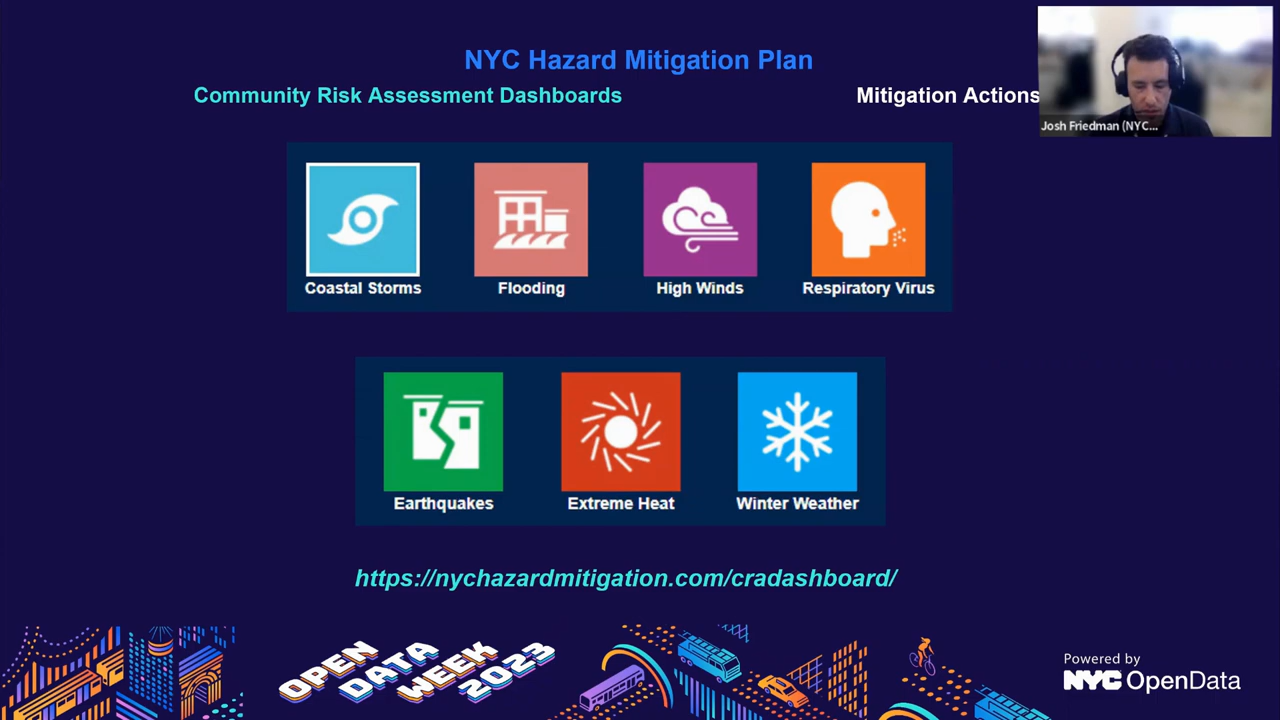 NYC Hazard Mitigation Plan
Community Risk Assessment Dashboards
Mitigation Actions
Josh Friedman (NYC...
Coastal Storms
Flooding
High Winds
Respiratory Virus
Earthquakes
Extreme Heat
Winter Weather
https://nychazardmitigation.com/cradashboard/
OPEN
DATA
WEEK
2023
Powered by
NYC OpenData